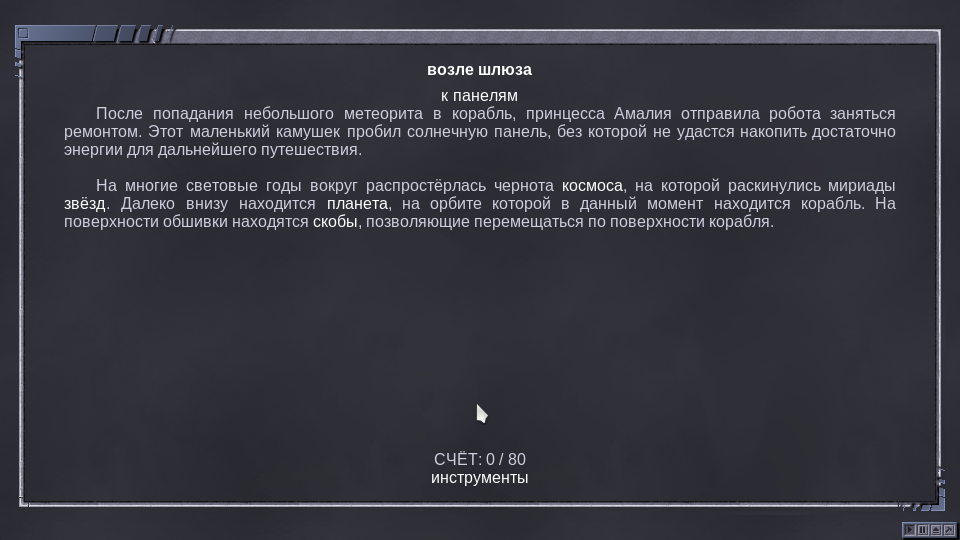 возле шлюза
к панелям
После попадания небольшого метеорита в корабль, принцесса Амалия отправила робота заняться
ремонтом. Этот маленький камушек пробил солнечную панель, без которой не удастся накопить достаточно
энергии для дальнейшего путешествия.
На многие световые годы вокруг распростёрлась чернота космоса, на которой раскинулись мириады
звёзд. Далеко внизу находится планета, на орбите которой в данный момент находится корабль. На
поверхности обшивки находятся скобы, позволяющие перемещаться по поверхности корабля.
СЧЁТ: 0 / 80
инструменты